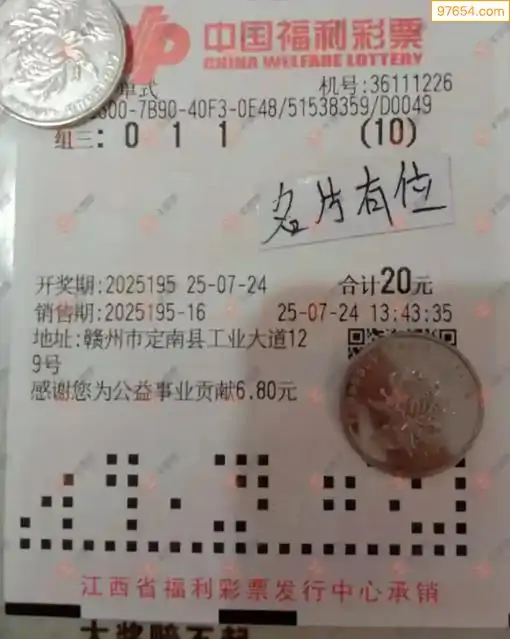 97654.com
中国福利彩票
CHINA WELFARE LOTTERY
单式 机号:36111226
600-7B90-40F3-0E48/51538359/D0049
组三: 0 1 1 (10)
名片有位
开奖期:2025195 25-07-24 合计20元
销售期:2025195-16 25-07-24 13:43:35
地址:赣州市定南县工业大道12
9号
感谢您为公益事业贡献6.80元
江西省福利彩票发行中心承销